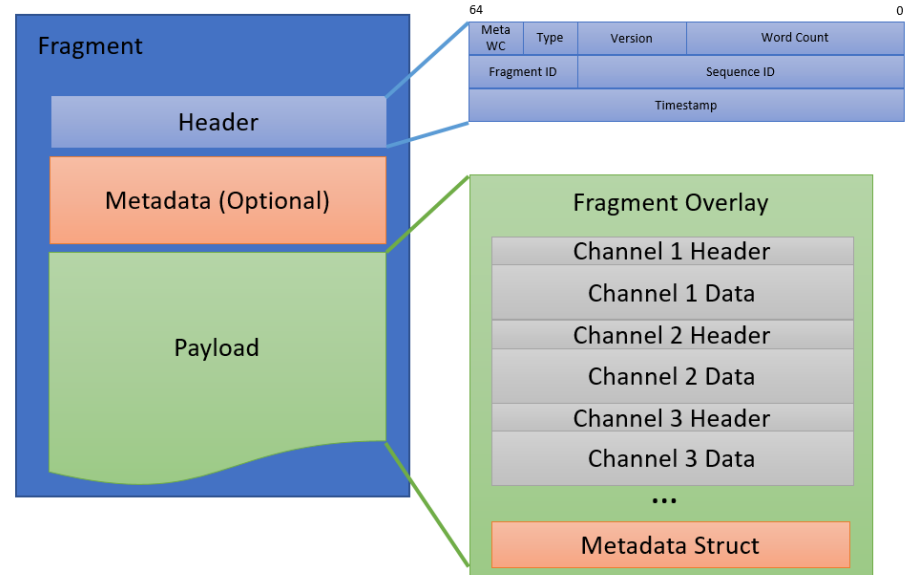 Fragment
Header
Metadata (Optional)
Payload
64 0
Meta WC Type Version Word Count
Fragment ID Sequence ID
Timestamp
Fragment Overlay
Channel 1 Header
Channel 1 Data
Channel 2 Header
Channel 2 Data
Channel 3 Header
Channel 3 Data
...
Metadata Struct